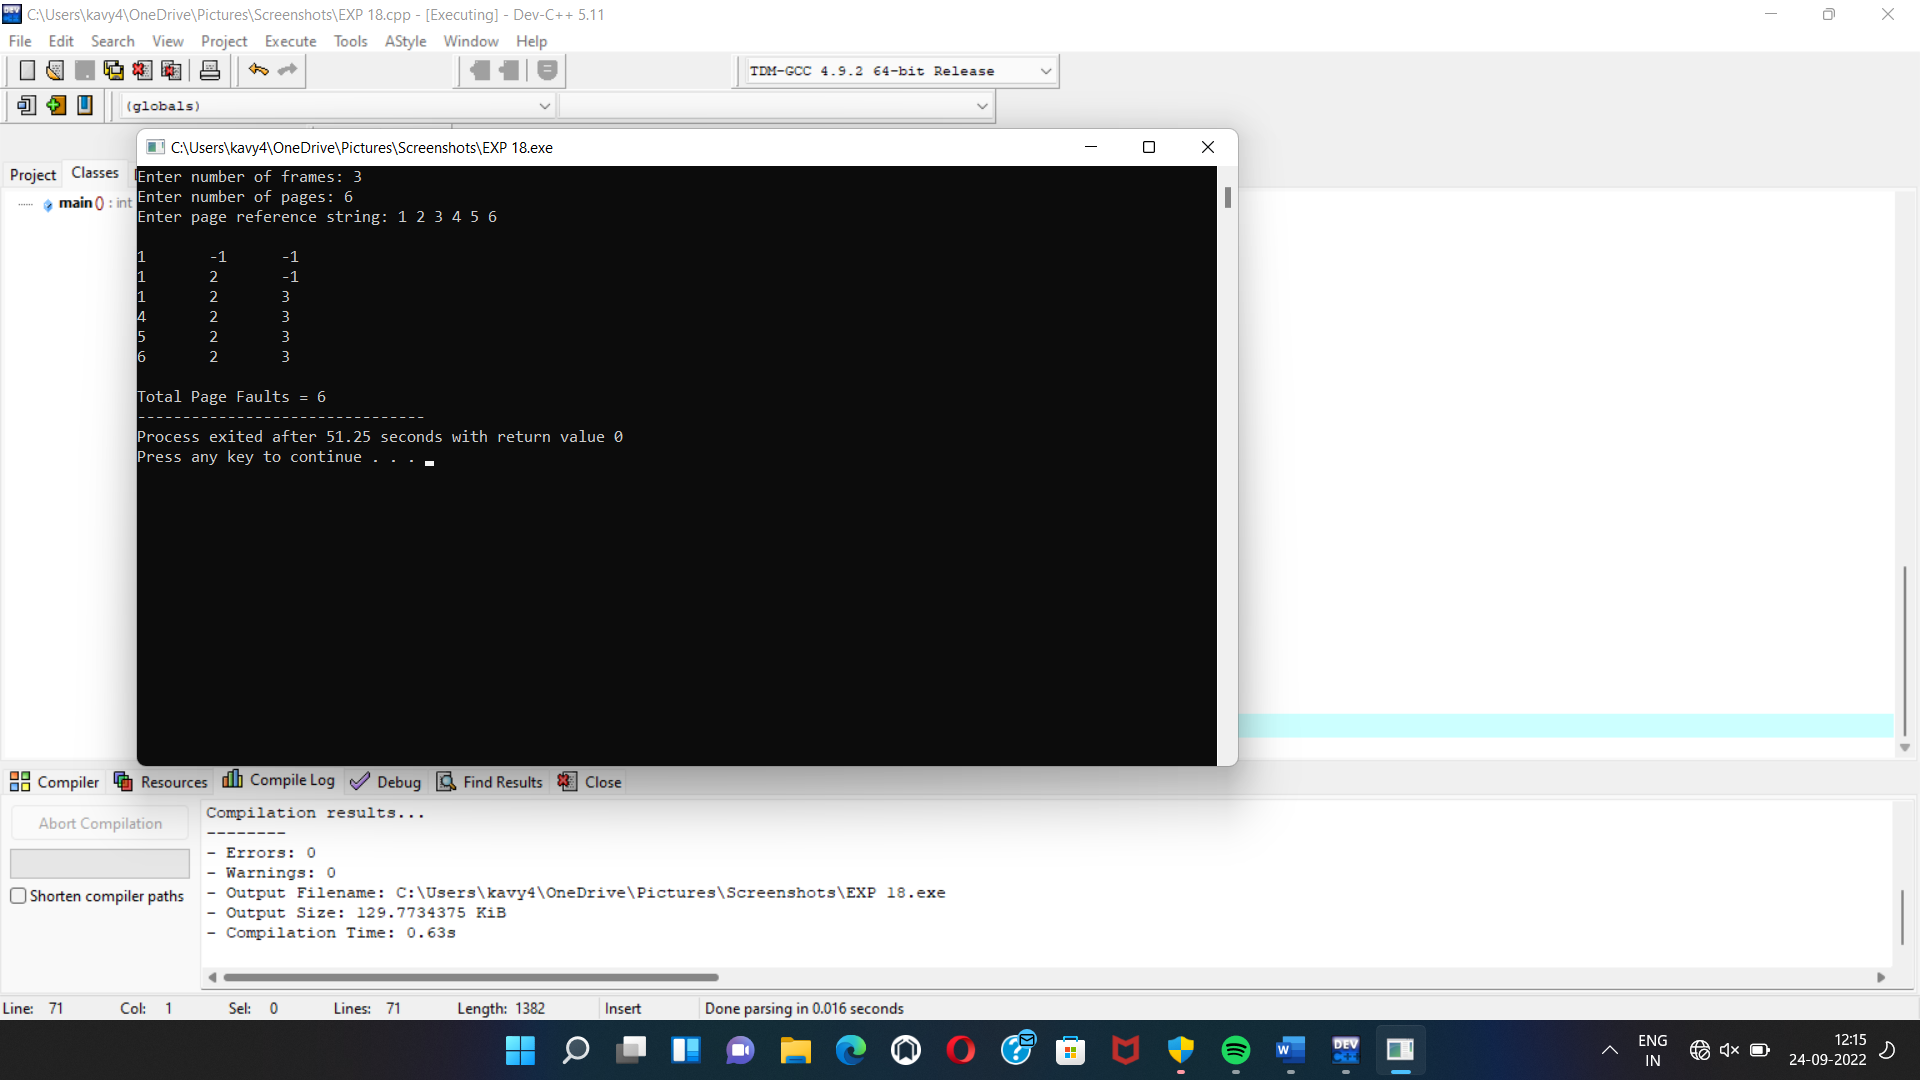 C:\Users\kavy4\OneDrive\Pictures\Screenshots\EXP 18.cpp - [Executing] - Dev-C++ 5.11
File Edit Search View Project Execute Tools AStyle Window Help
TDM-GCC 4.9.2 64-bit Release
(globals)
C:\Users\kavy4\OneDrive\Pictures\Screenshots\EXP 18.exe
Project Classes
main () : int
Enter number of frames: 3
Enter number of pages: 6
Enter page reference string: 1 2 3 4 5 6
1 -1 -1
1 2 -1
1 2 3
4 2 3
5 2 3
6 2 3
Total Page Faults = 6
--------------------------------
Process exited after 51.25 seconds with return value 0
Press any key to continue . . .
Compiler Resources Compile Log Debug Find Results Close
Abort Compilation
Shorten compiler paths
Compilation results...
--------
- Errors: 0
- Warnings: 0
- Output Filename: C:\Users\kavy4\OneDrive\Pictures\Screenshots\EXP 18.exe
- Output Size: 129.7734375 KiB
- Compilation Time: 0.63s
Line: 71 Col: 1 Sel: 0 Lines: 71 Length: 1382 Insert Done parsing in 0.016 seconds
DEV
C++
ENG
IN
12:15
24-09-2022